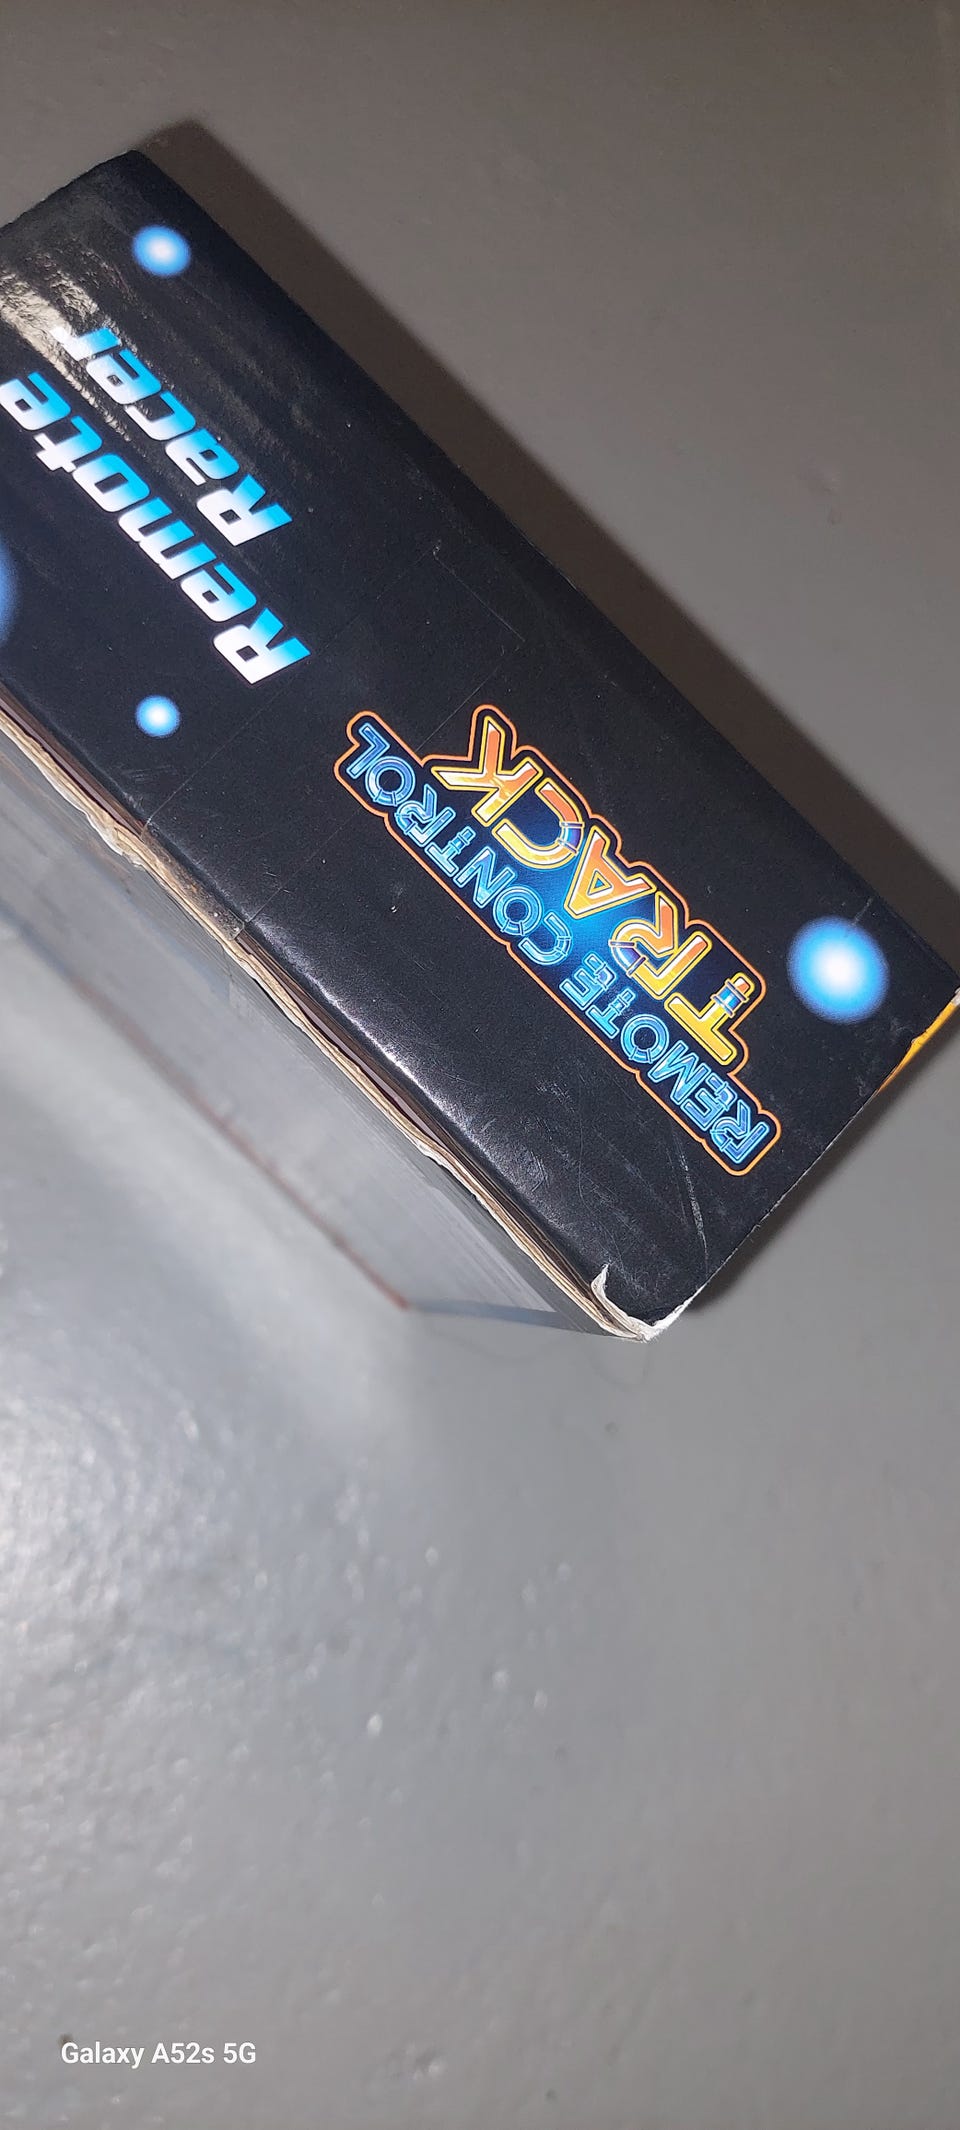 REMOTE CONTROL
TRACK
Remote
Racer
Galaxy A52s 5G